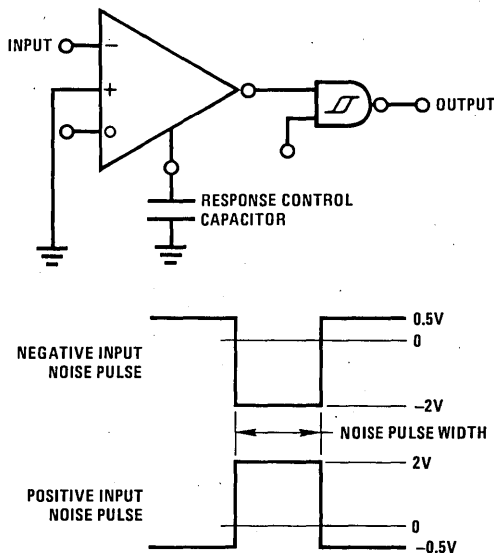 INPUT
−
+
OUTPUT
RESPONSE CONTROL
CAPACITOR
0.5V
0
NEGATIVE INPUT
NOISE PULSE
−2V
NOISE PULSE WIDTH
2V
POSITIVE INPUT
NOISE PULSE
0
−0.5V